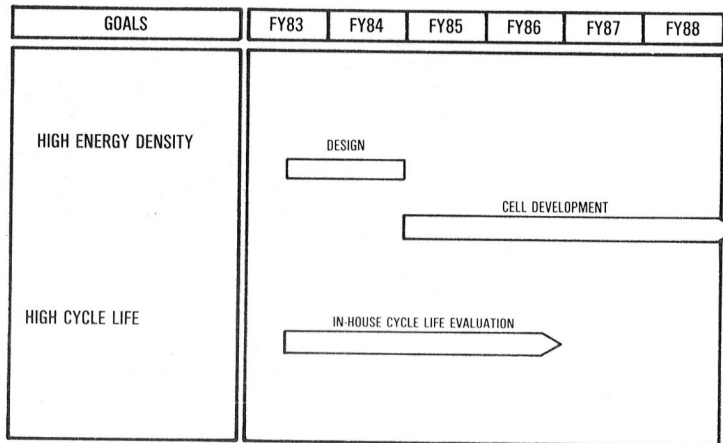 GOALS FY83 FY84 FY85 FY86 FY87 FY88
HIGH ENERGY DENSITY
DESIGN
CELL DEVELOPMENT
HIGH CYCLE LIFE
IN-HOUSE CYCLE LIFE EVALUATION